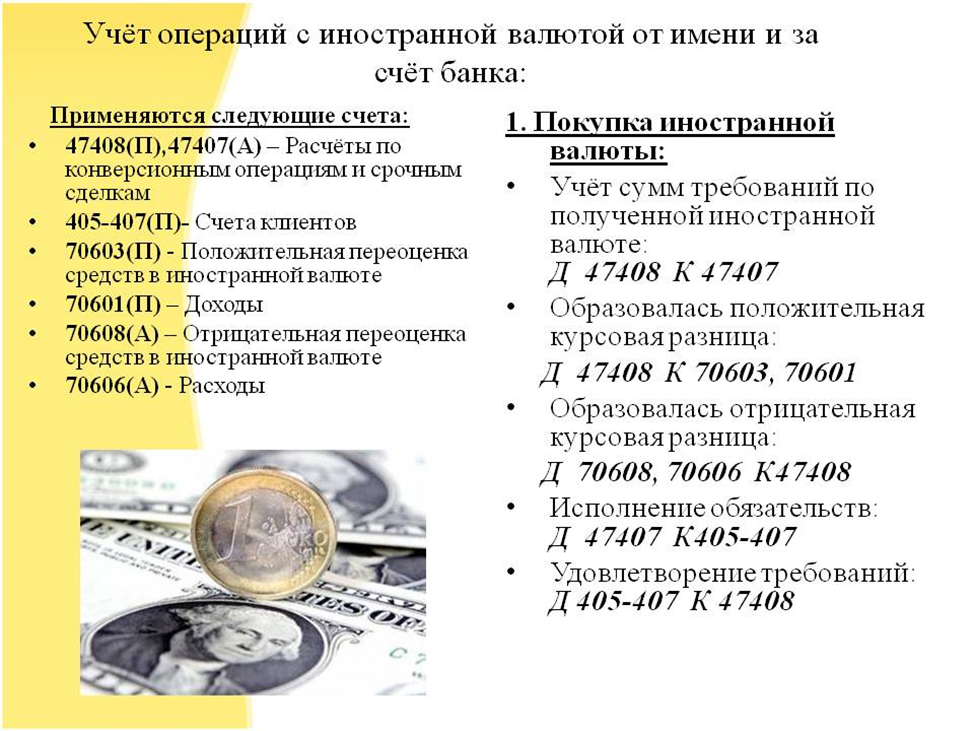 Учёт операций с иностранной валютой от имени и за
счёт банка:
Применяются следующие счета:
• 47408(П),47407(А) – Расчёты по
конверсионным операциям и срочным
сделкам
• 405-407(П)- Счета клиентов
• 70603(П) - Положительная переоценка
средств в иностранной валюте
• 70601(П) – Доходы
• 70608(А) – Отрицательная переоценка
средств в иностранной валюте
• 70606(А) - Расходы
1. Покупка иностранной
валюты:
• Учёт сумм требований по
полученной иностранной
валюте:
Д 47408 К 47407
• Образовалась положительная
курсовая разница:
Д 47408 К 70603, 70601
• Образовалась отрицательная
курсовая разница:
Д 70608, 70606 К47408
• Исполнение обязательств:
Д 47407 К405-407
• Удовлетворение требований:
Д 405-407 К 47408